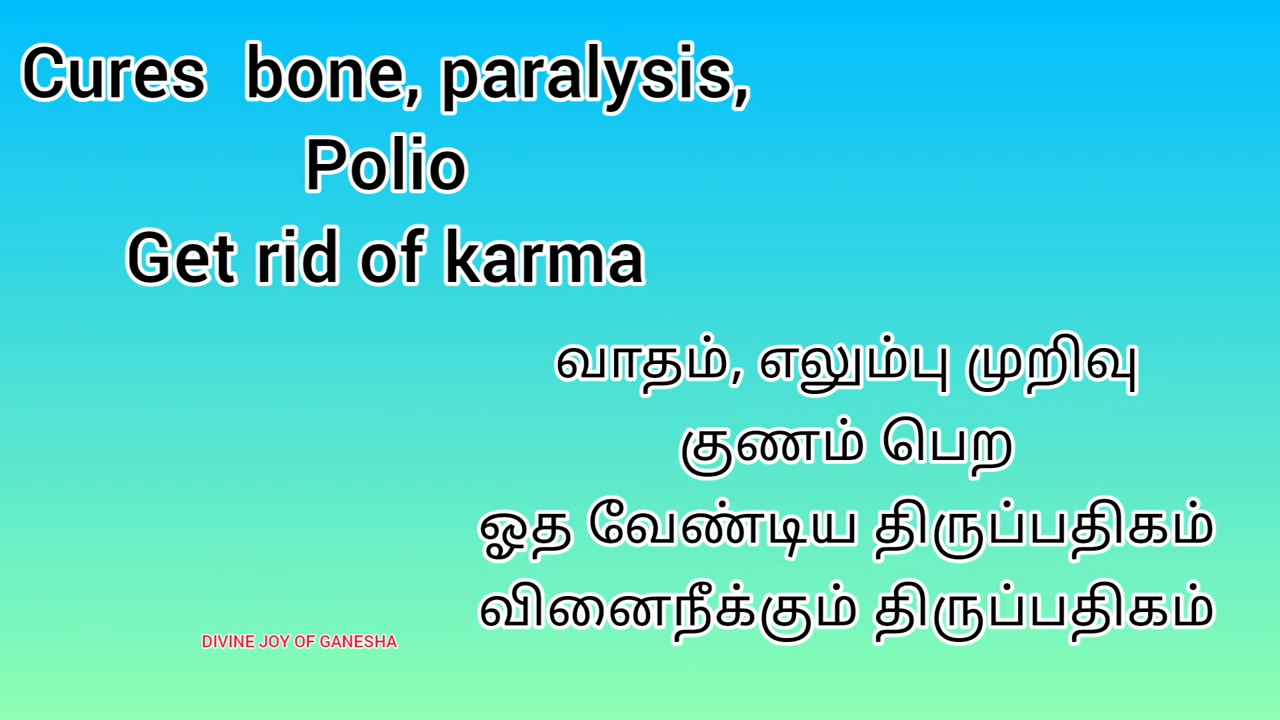 Cures bone, paralysis,
Polio
Get rid of karma
வாதம், எலும்பு முறிவு
குணம் பெற
ஓத வேண்டிய திருப்பதிகம்
வினைநீக்கும் திருப்பதிகம்
DIVINE JOY OF GANESHA